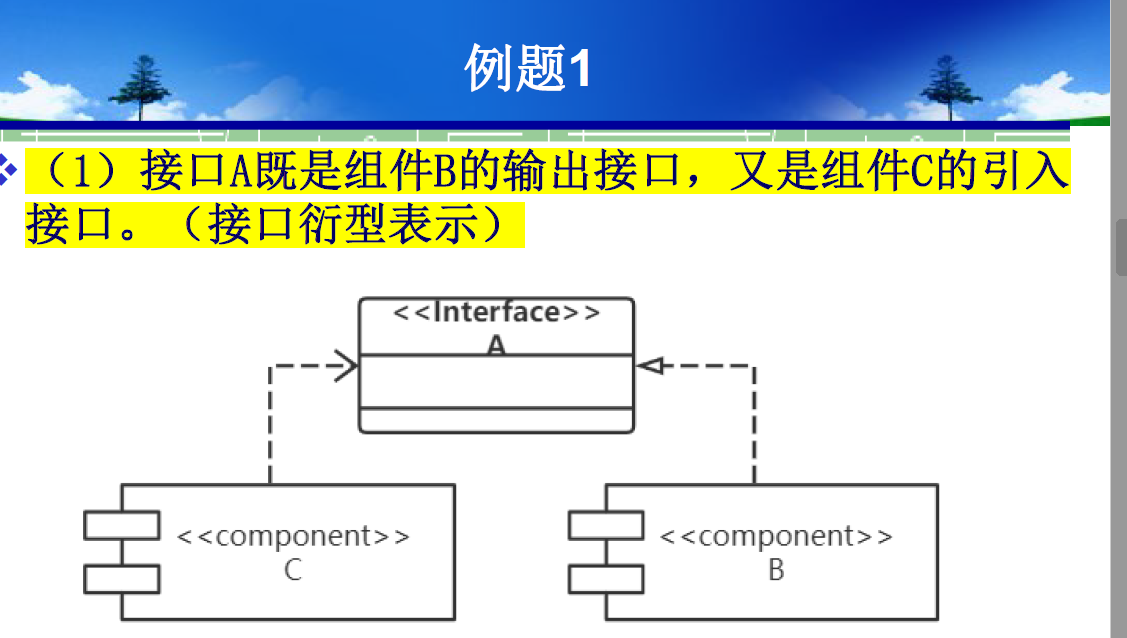 例题1
（1）接口A既是组件B的输出接口，又是组件C的引入
接口。（接口衍型表示）
<<Interface>>
A
<<component>>
C
<<component>>
B